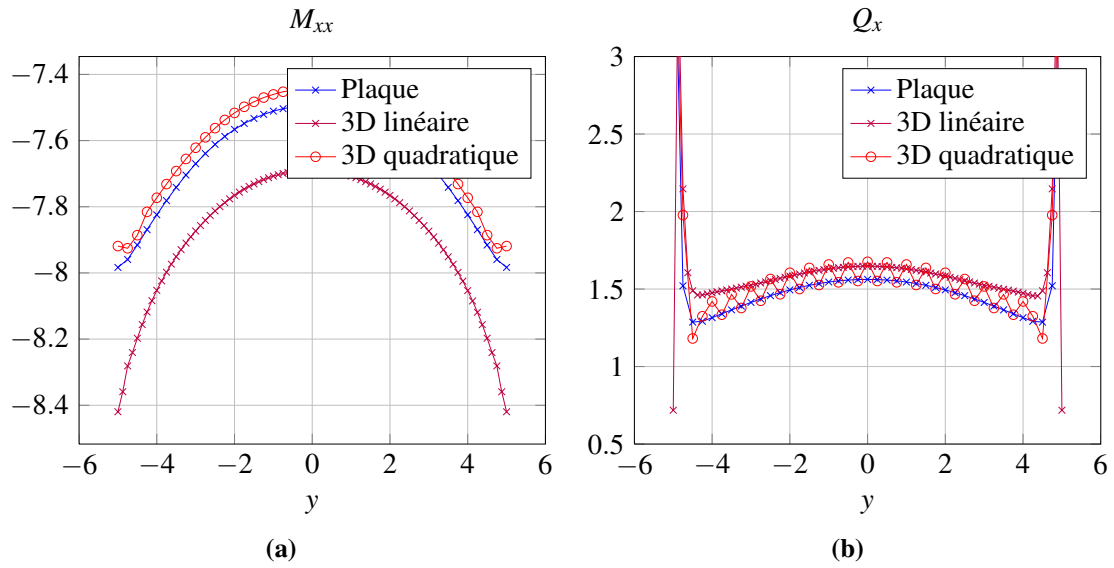 M_{xx}
−7.4
−7.6
−7.8
−8
−8.2
−8.4
−6 −4 −2 0 2 4 6
y
Plaque
3D linéaire
3D quadratique
(a)
Q_x
3
2.5
2
1.5
1
0.5
−6 −4 −2 0 2 4 6
y
Plaque
3D linéaire
3D quadratique
(b)